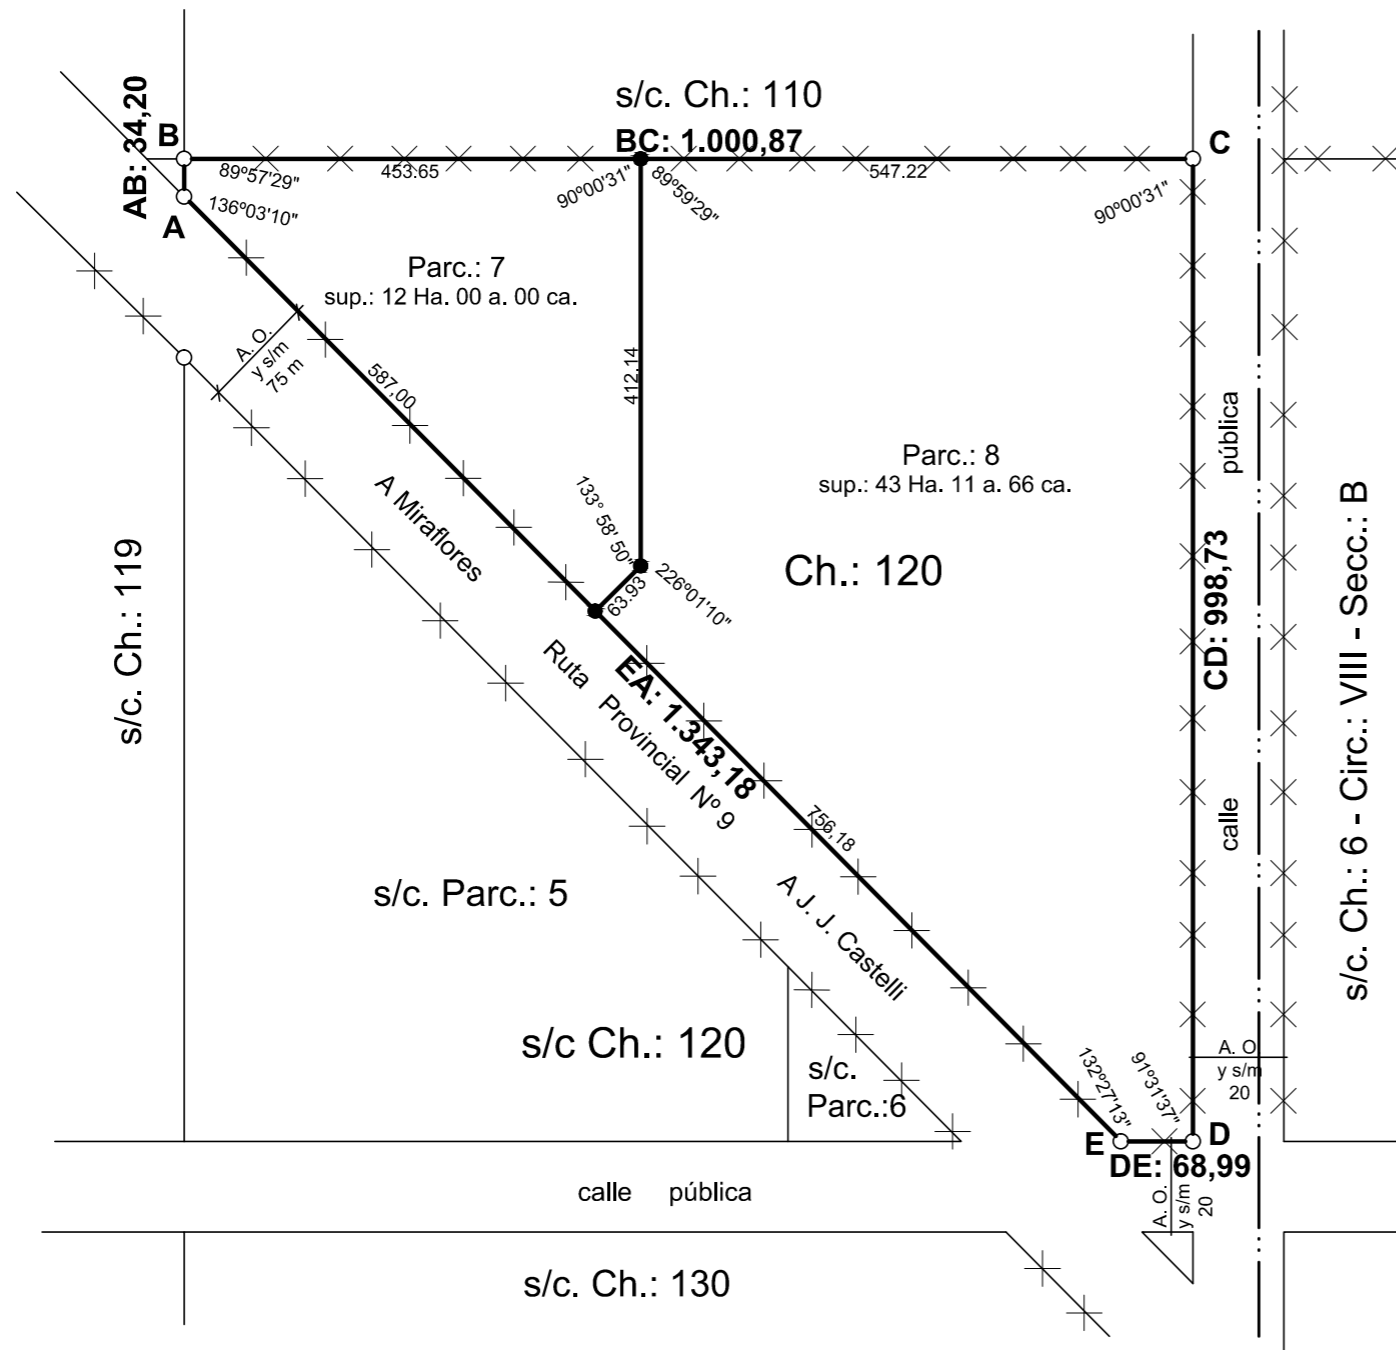 s/c. Ch.: 110
AB: 34,20
B
BC: 1.000,87
C
89º57'29"
453.65
90º00'31"
89º59'29"
547.22
90º00'31"
A
136º03'10"
Parc.: 7
sup.: 12 Ha. 00 a. 00 ca.
A. O.
y s/m
75 m
587,00
412.14
Parc.: 8
sup.: 43 Ha. 11 a. 66 ca.
pública
A Miraflores
133° 58' 50"
226º01'10"
63.93
Ch.: 120
CD: 998,73
s/c. Ch.: 119
s/c. Ch.: 6 - Circ.: VIII - Secc.: B
Ruta Provincial Nº 9
EA: 1.343,18
756,18
calle
s/c. Parc.: 5
A J. J. Castelli
s/c Ch.: 120
s/c.
Parc.:6
132º27'13"
91º31'37"
A. O
y s/m
20
E
D
DE: 68,99
A. O.
y s/m
20
calle pública
s/c. Ch.: 130